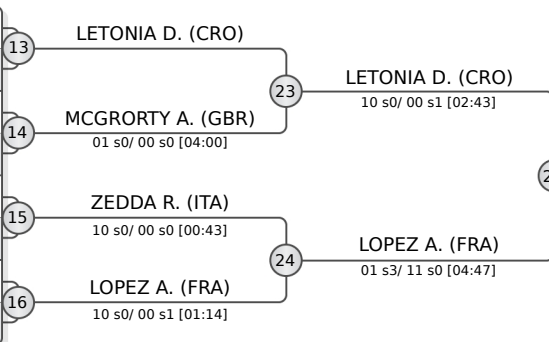 LETONIA D. (CRO)
13
23
LETONIA D. (CRO)
10 s0/ 00 s1 [02:43]
MCGRORTY A. (GBR)
14
01 s0/ 00 s0 [04:00]
ZEDDA R. (ITA)
15
10 s0/ 00 s0 [00:43]
24
LOPEZ A. (FRA)
01 s3/ 11 s0 [04:47]
LOPEZ A. (FRA)
16
10 s0/ 00 s1 [01:14]